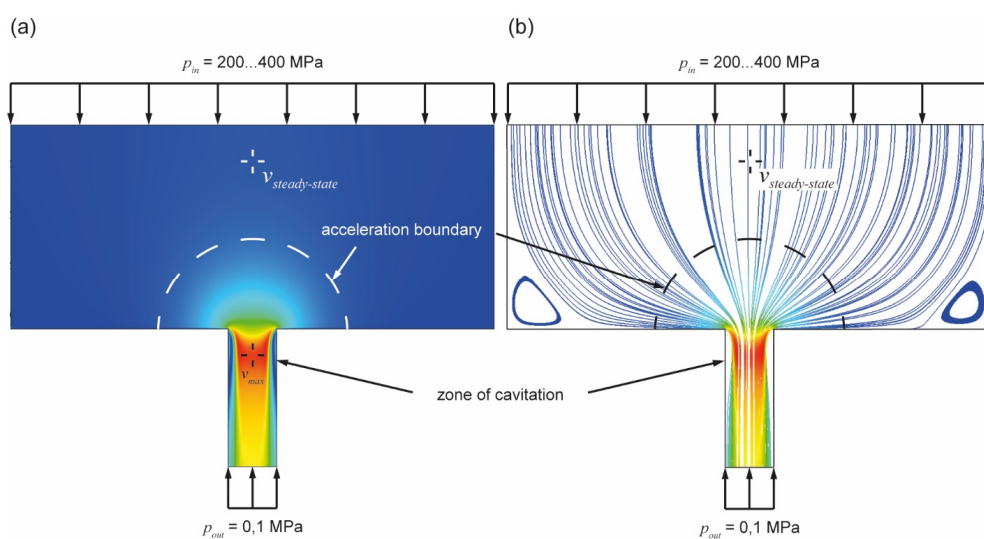 (a)
(b)
p_in = 200...400 MPa
p_in = 200...400 MPa
v_steady-state
v_steady-state
acceleration boundary
v_max
zone of cavitation
p_out = 0,1 MPa
p_out = 0,1 MPa